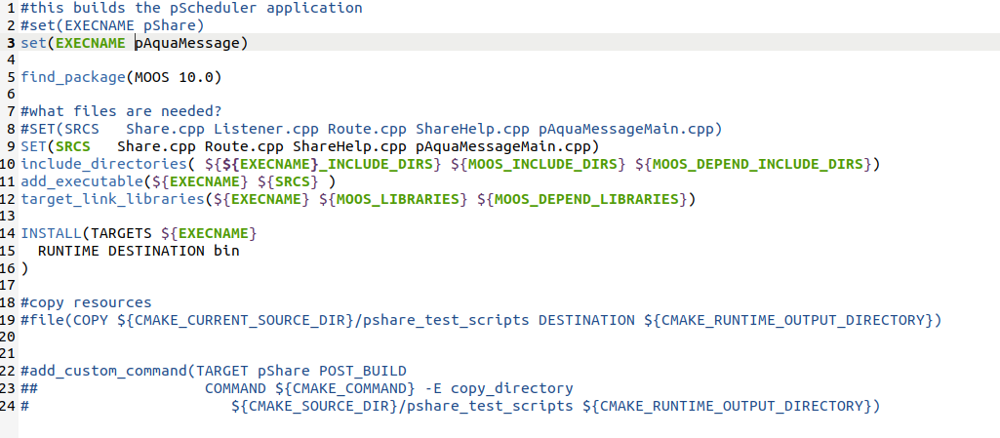 1 #this builds the pScheduler application
2 #set(EXECNAME pShare)
3 set(EXECNAME pAquaMessage)
4
5 find_package(MOOS 10.0)
6
7 #what files are needed?
8 #SET(SRCS   Share.cpp Listener.cpp Route.cpp ShareHelp.cpp pAquaMessageMain.cpp)
9 SET(SRCS   Share.cpp Route.cpp ShareHelp.cpp pAquaMessageMain.cpp)
10 include_directories( ${${EXECNAME}_INCLUDE_DIRS} ${MOOS_INCLUDE_DIRS} ${MOOS_DEPEND_INCLUDE_DIRS})
11 add_executable(${EXECNAME} ${SRCS} )
12 target_link_libraries(${EXECNAME} ${MOOS_LIBRARIES} ${MOOS_DEPEND_LIBRARIES})
13
14 INSTALL(TARGETS ${EXECNAME}
15   RUNTIME DESTINATION bin
16 )
17
18 #copy resources
19 #file(COPY ${CMAKE_CURRENT_SOURCE_DIR}/pshare_test_scripts DESTINATION ${CMAKE_RUNTIME_OUTPUT_DIRECTORY})
20
21
22 #add_custom_command(TARGET pShare POST_BUILD
23 ##                   COMMAND ${CMAKE_COMMAND} -E copy_directory
24 #                       ${CMAKE_SOURCE_DIR}/pshare_test_scripts ${CMAKE_RUNTIME_OUTPUT_DIRECTORY})